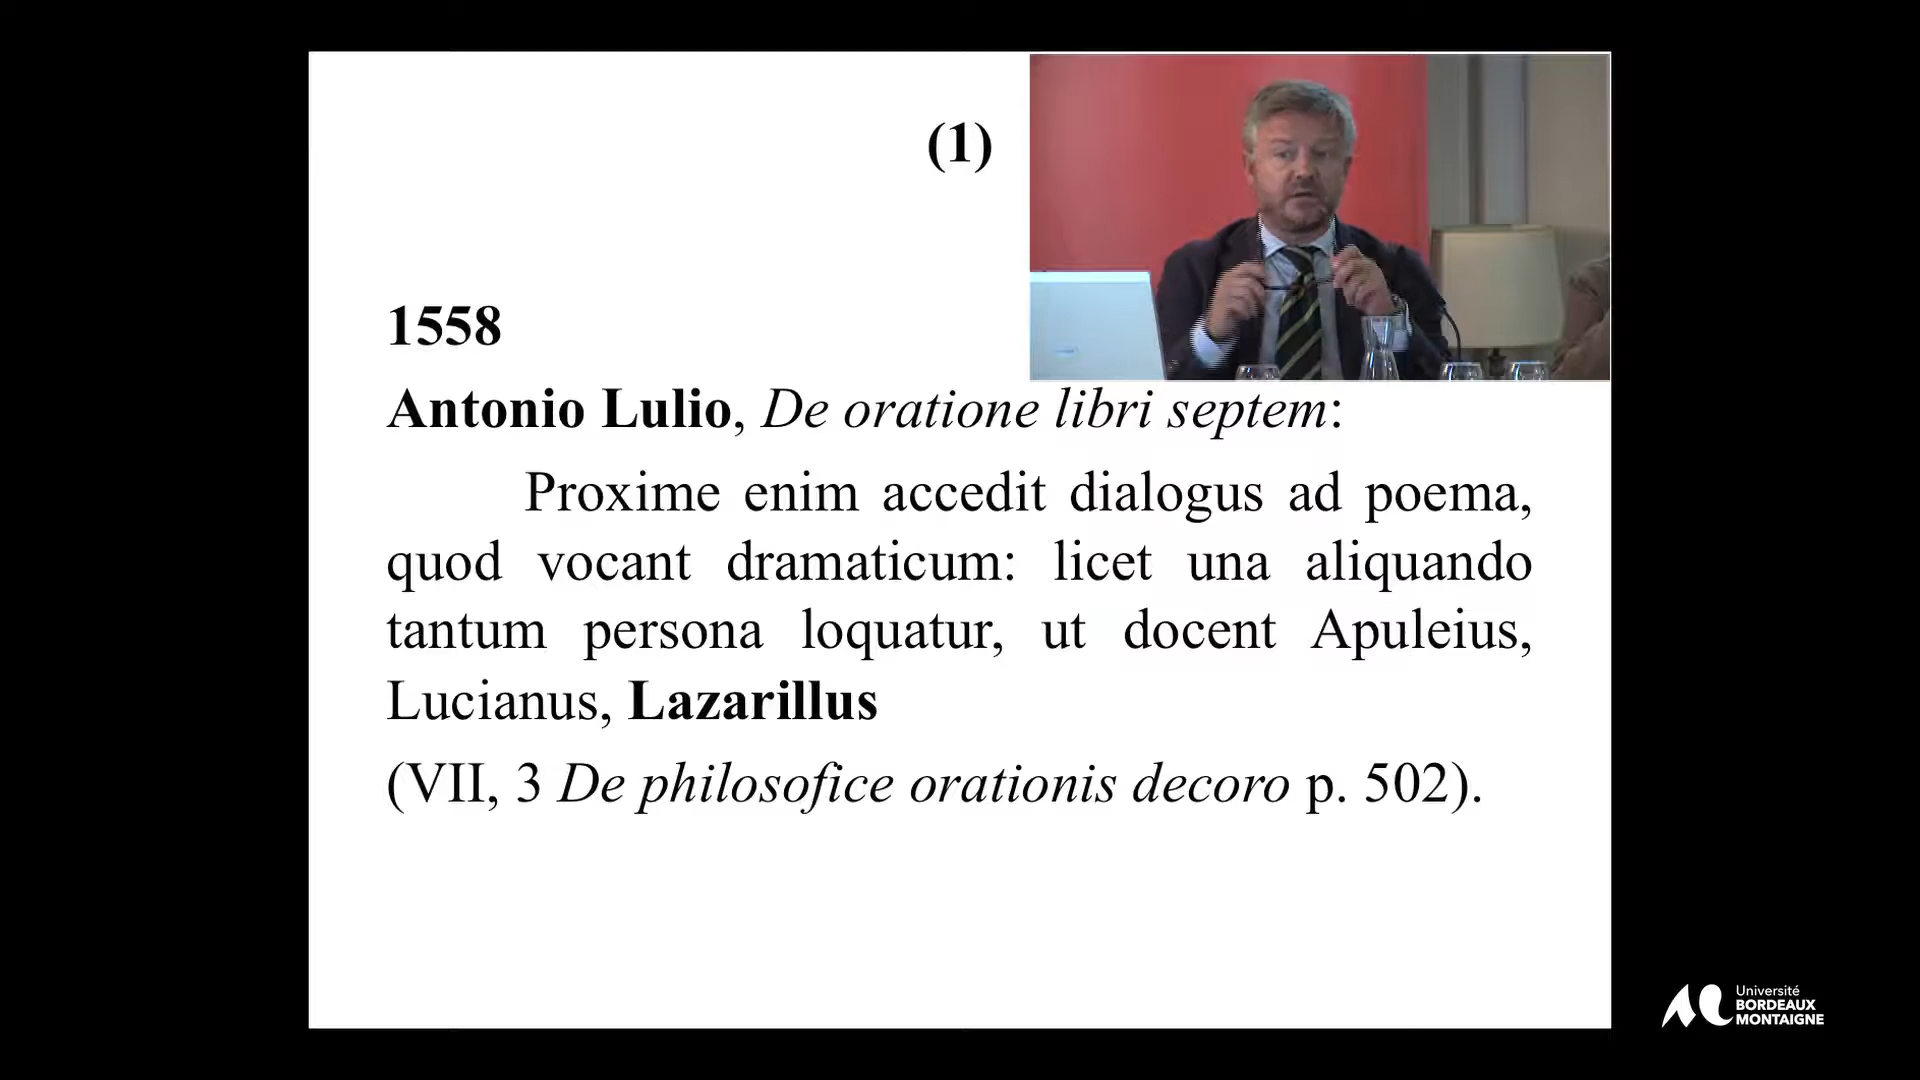 (1)
1558
Antonio Lulio, De oratione libri septem:
Proxime enim accedit dialogus ad poema,
quod vocant dramaticum: licet una aliquando
tantum persona loquatur, ut docent Apuleius,
Lucianus, Lazarillus
(VII, 3 De philosofice orationis decoro p. 502).
Université
BORDEAUX
MONTAIGNE